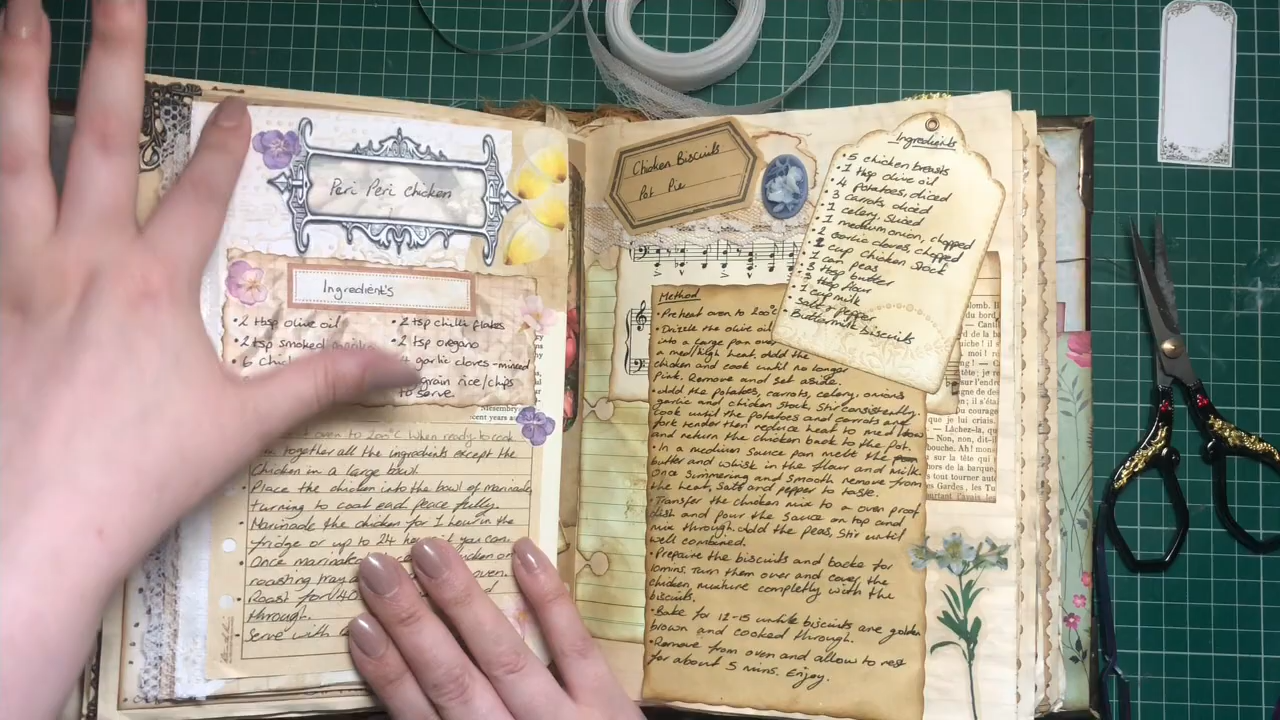 Peri Peri Chicken
Ingredients
• 2 tbsp olive oil
• 2 tsp smoked
• 6 Chic
• 2 tsp chilli flakes
• 2 tsp oregano
garlic cloves - minced
grain rice/chips
to serve.
oven to 200°C when ready to cook
together all the ingredients except the
Chicken in a large bowl.
• Place the chicken into the bowl of marinade
turning to coat each peace fully.
• Marinade the chicken for 1 hour in the
fridge or up to 24 hours if you can.
• Once marinade
roasting tray oven.
• Roast for 40
through.
• Serve with
Chicken Biscuits
Pot Pie
Ingredients
• 5 chicken breasts
• 1 tbsp olive oil
• 4 potatoes, diced
• 3 carrots diced
• 1 celery, sliced
• 1 medium onion, chopped
• 2 garlic cloves, chopped
• 2 cup chicken stock
• 1 can peas
• 3 tbsp butter
• 3 tbsp flour
• 1 cup milk
• Salt + pepper
• Buttermilk biscuits
Method
• Preheat oven to 200°C
• Drizzle the olive oil
into a large pan over
a med/high heat, add the
chicken and cook until no longer
pink. Remove and set aside.
• Add the potatoes, carrots, celery, onions
garlic and chicken stock. Stir consistently.
Cook until the potatoes and carrots are
fork tender then reduce heat to med/low
and return the chicken back to the pot.
• In a medium sauce pan melt the
butter and whisk in the flour and milk.
Once simmering and smooth remove from
the heat, salt and pepper to taste.
• Transfer the chicken mix to a oven proof
dish and pour the sauce on top and
mix through. Add the peas, stir until
well combined.
• Prepare the biscuits and bake for
10mins. Turn them over and cover the
chicken mixture completly with the
biscuits.
• Bake for 12-15 until biscuits are golden
brown and cooked through.
• Remove from oven and allow to rest
for about 5 mins. Enjoy.